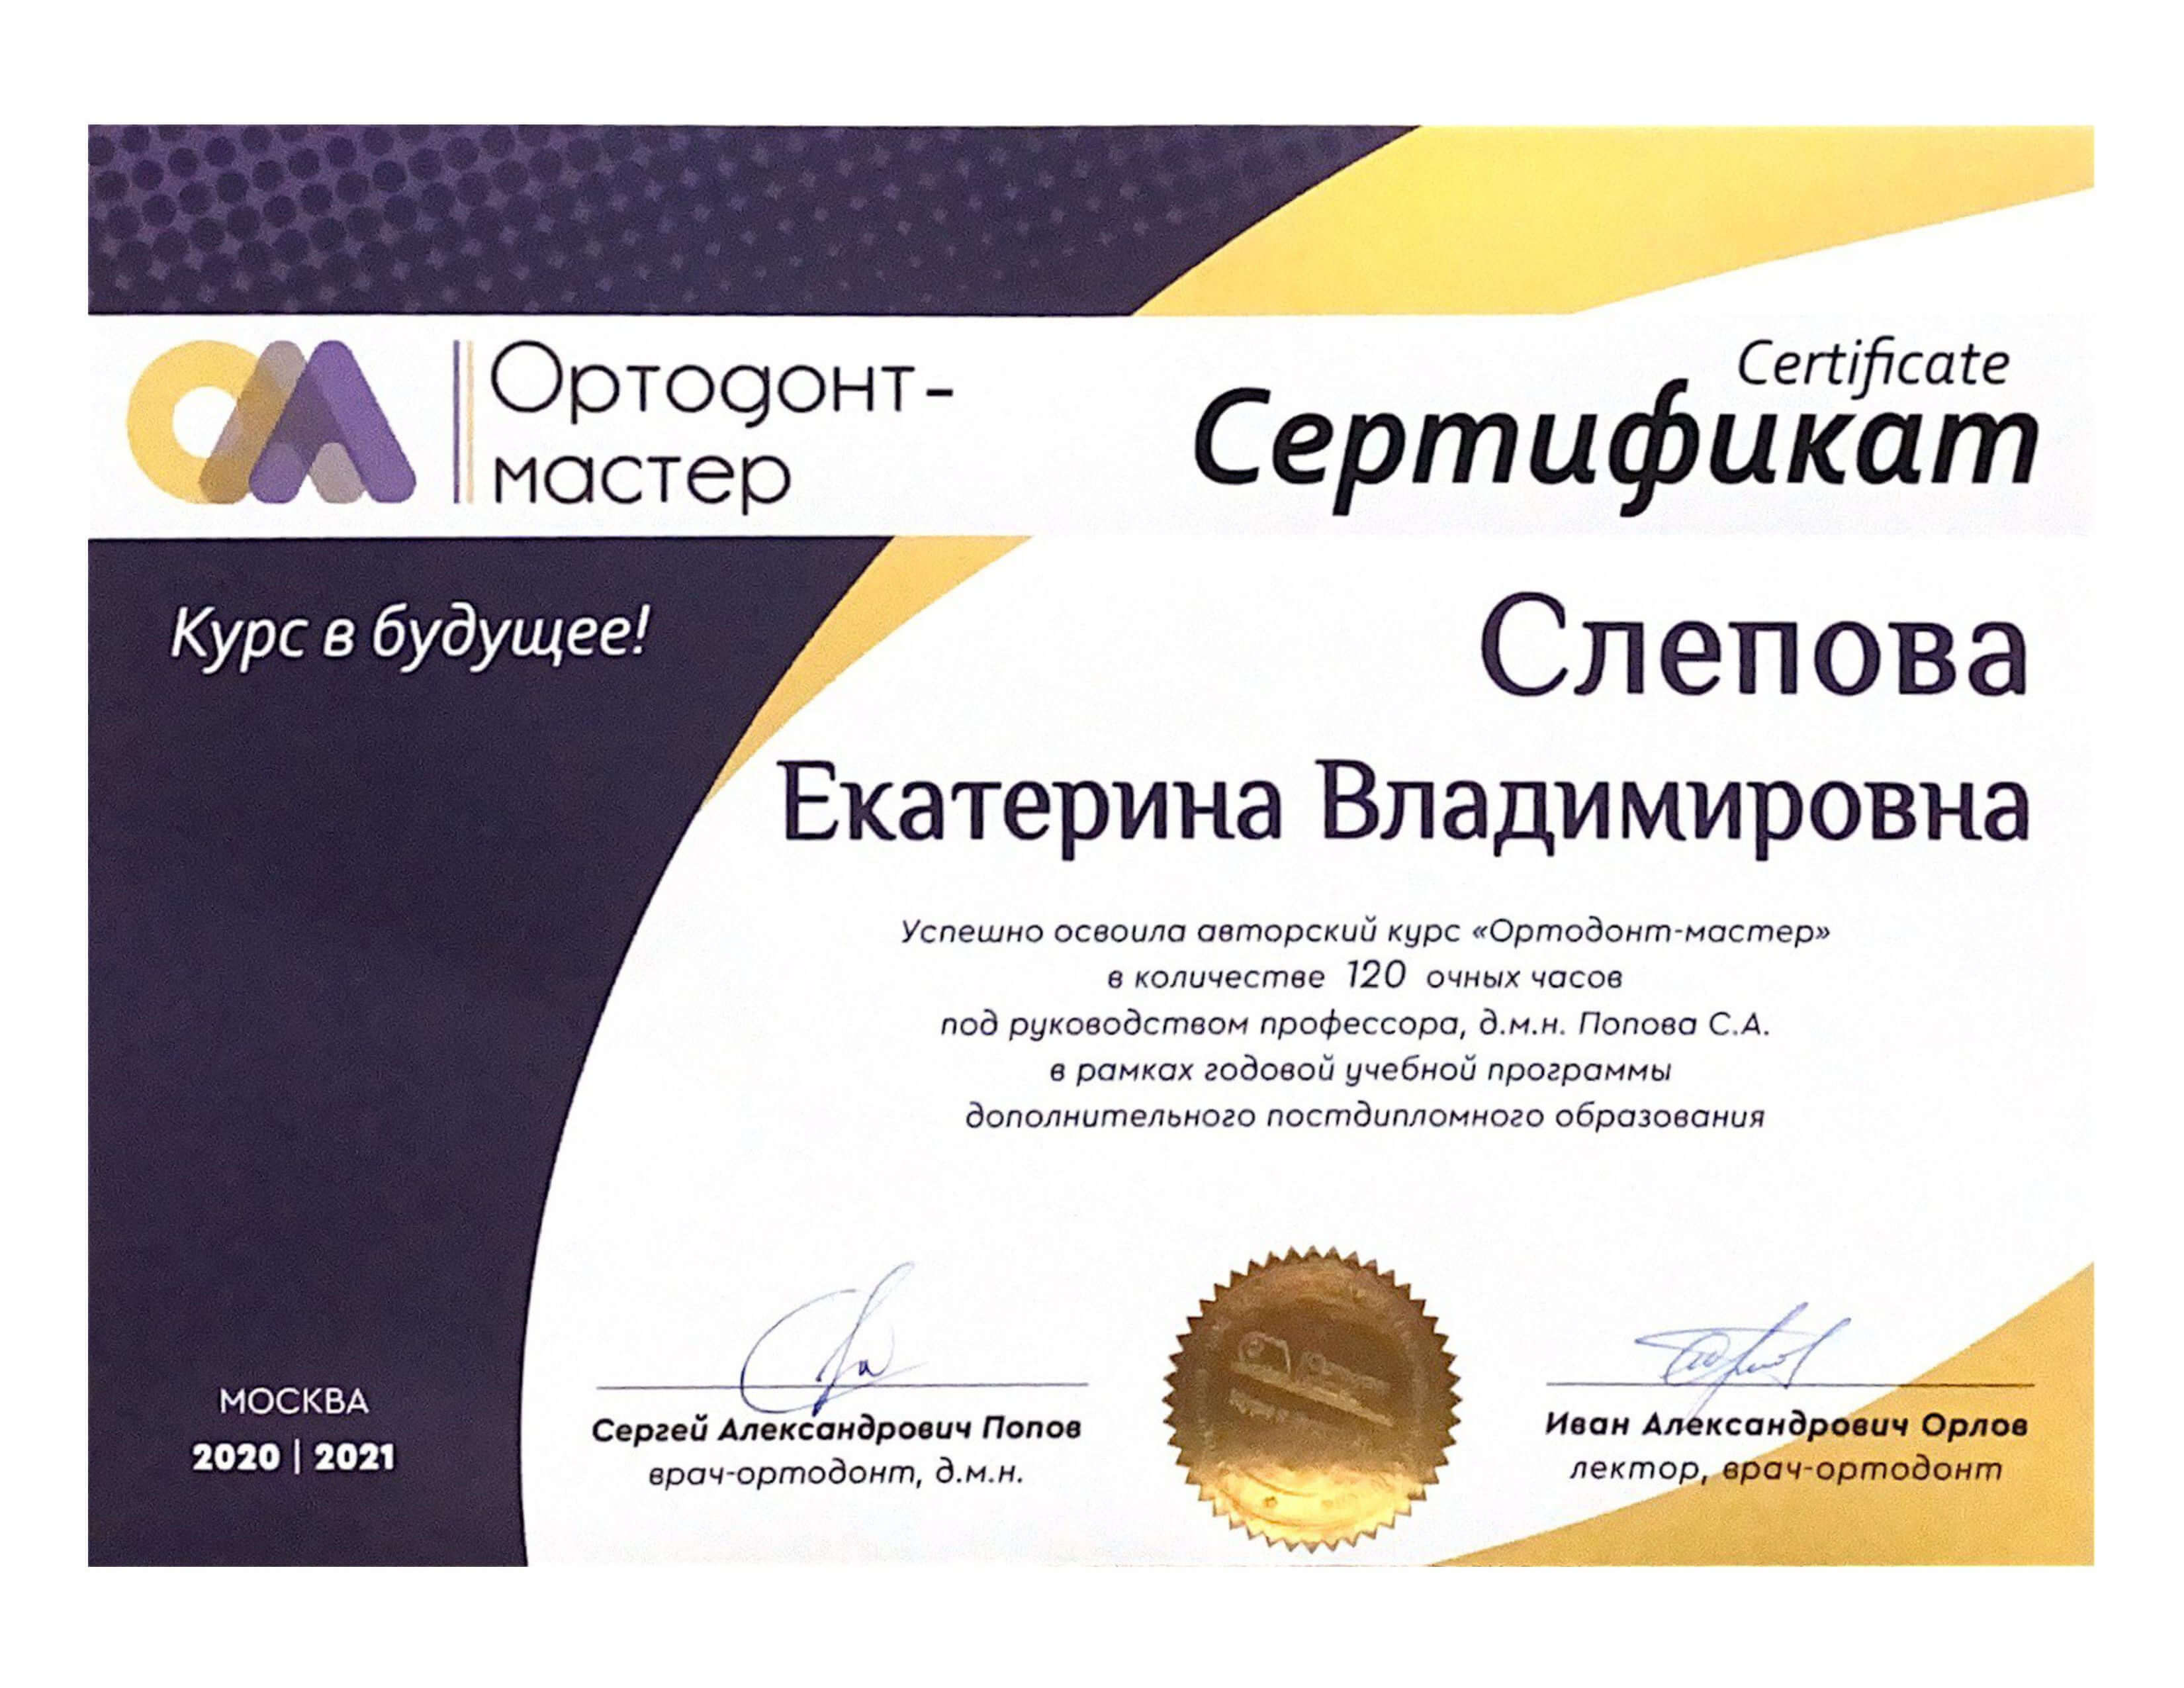 Ортодонт-
мастер
Certificate
Сертификат
Курс в будущее!
Слепова
Екатерина Владимировна
Успешно освоила авторский курс «Ортодонт-мастер»
в количестве 120 очных часов
под руководством профессора, д.м.н. Попова С.А.
в рамках годовой учебной программы
дополнительного постдипломного образования
МОСКВА
2020 | 2021
Сергей Александрович Попов
врач-ортодонт, д.м.н.
Иван Александрович Орлов
лектор, врач-ортодонт